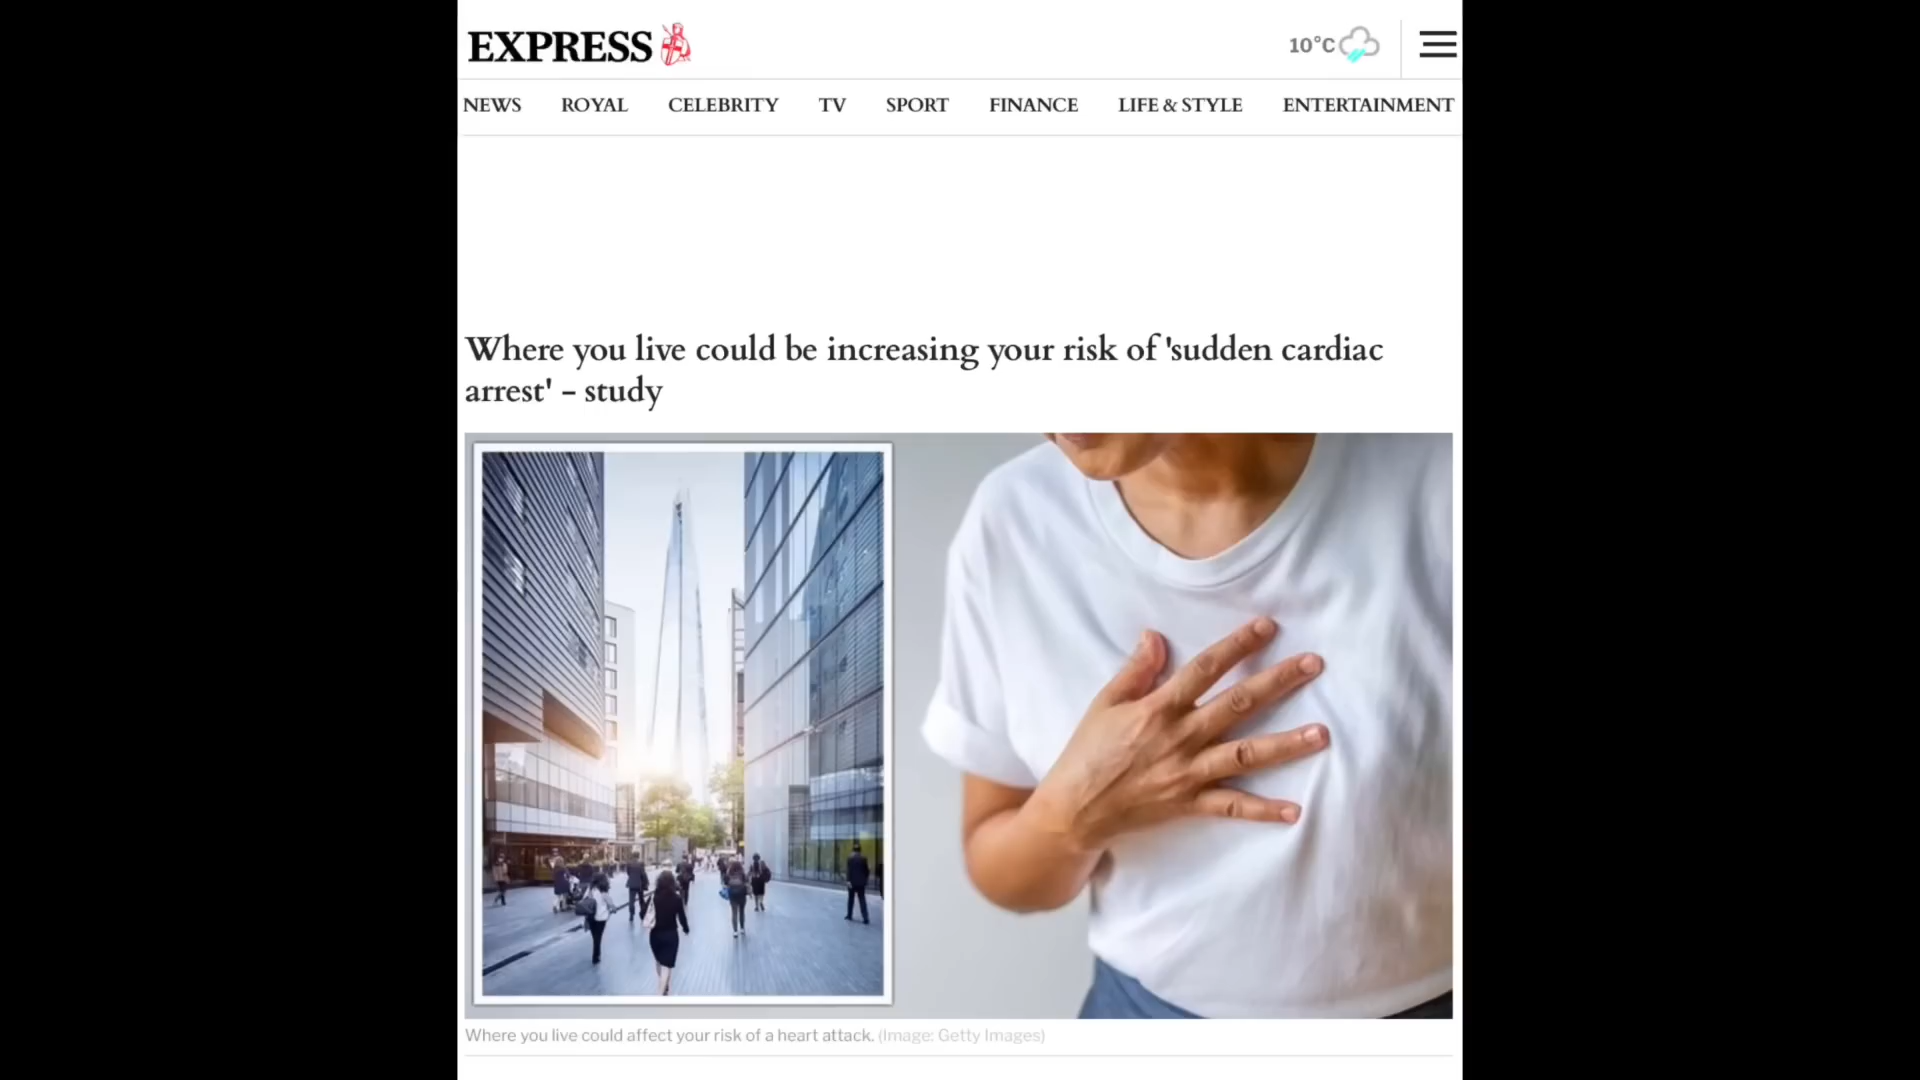 EXPRESS
10°C
NEWS ROYAL CELEBRITY TV SPORT FINANCE LIFE & STYLE ENTERTAINMENT
Where you live could be increasing your risk of 'sudden cardiac
arrest' - study
Where you live could affect your risk of a heart attack. (Image: Getty Images)